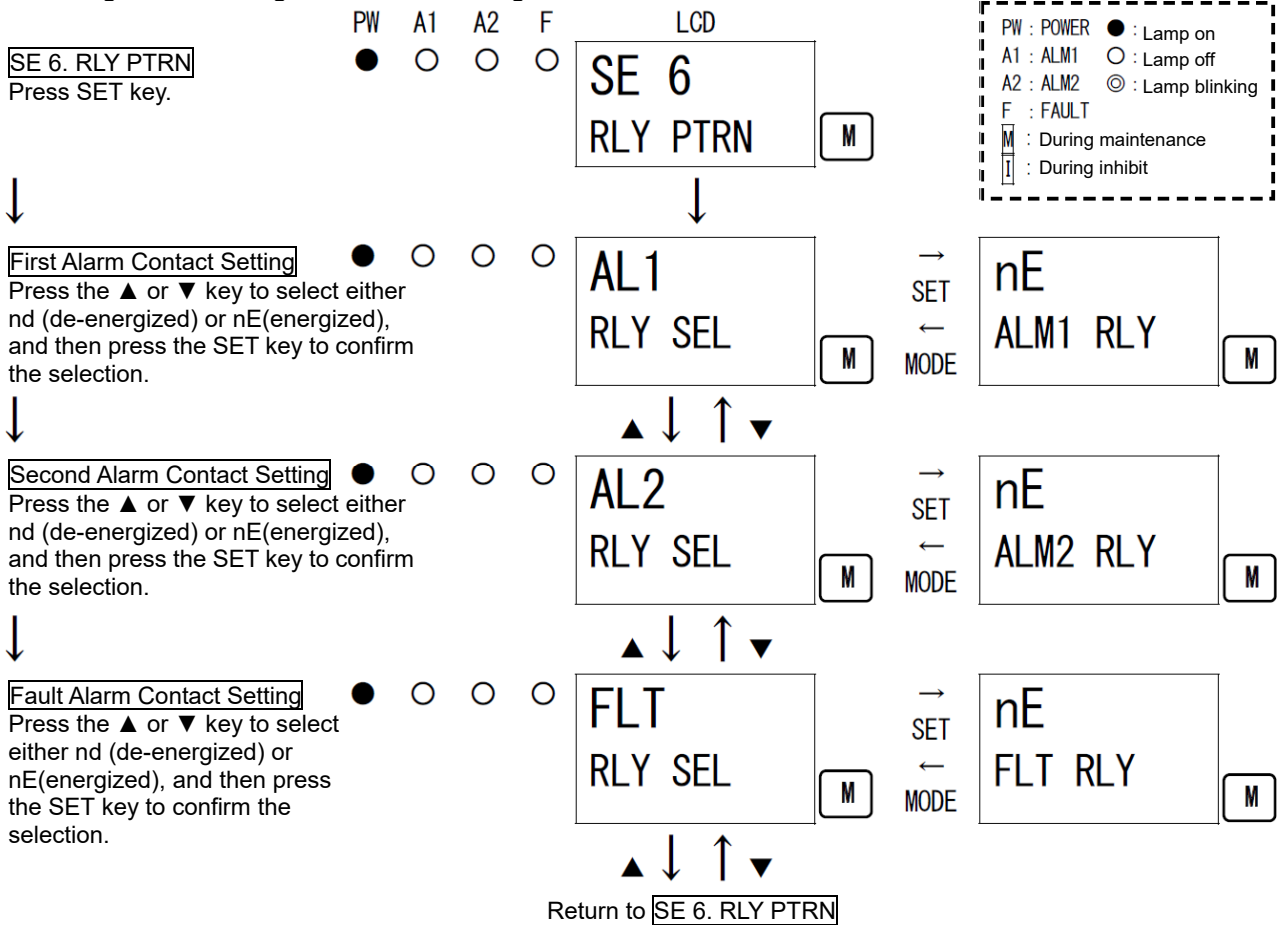 PW A1 A2 F LCD
SE 6. RLY PTRN
Press SET key.
SE 6
RLY PTRN
M
PW : POWER ● : Lamp on
A1 : ALM1 ○ : Lamp off
A2 : ALM2 ◎ : Lamp blinking
F : FAULT
M : During maintenance
I : During inhibit
↓ ↓
First Alarm Contact Setting
Press the ▲ or ▼ key to select either
nd (de-energized) or nE(energized),
and then press the SET key to confirm
the selection.
AL1
RLY SEL
M
→
SET
←
MODE
nE
ALM1 RLY
M
↓ ▲ ↓ ↑ ▼
Second Alarm Contact Setting
Press the ▲ or ▼ key to select either
nd (de-energized) or nE(energized),
and then press the SET key to confirm
the selection.
AL2
RLY SEL
M
→
SET
←
MODE
nE
ALM2 RLY
M
↓ ▲ ↓ ↑ ▼
Fault Alarm Contact Setting
Press the ▲ or ▼ key to select
either nd (de-energized) or
nE(energized), and then press
the SET key to confirm the
selection.
FLT
RLY SEL
M
→
SET
←
MODE
nE
FLT RLY
M
▲ ↓ ↑ ▼
Return to SE 6. RLY PTRN